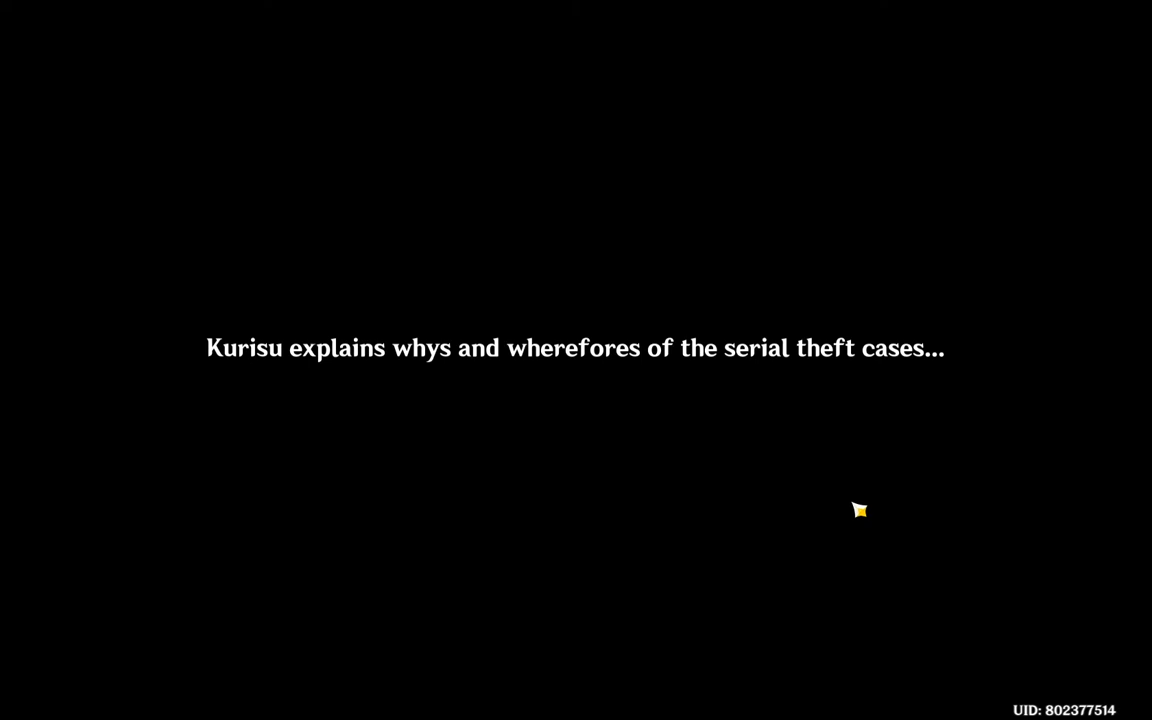 Kurisu explains whys and wherefores of the serial theft cases...
UID: 802377514